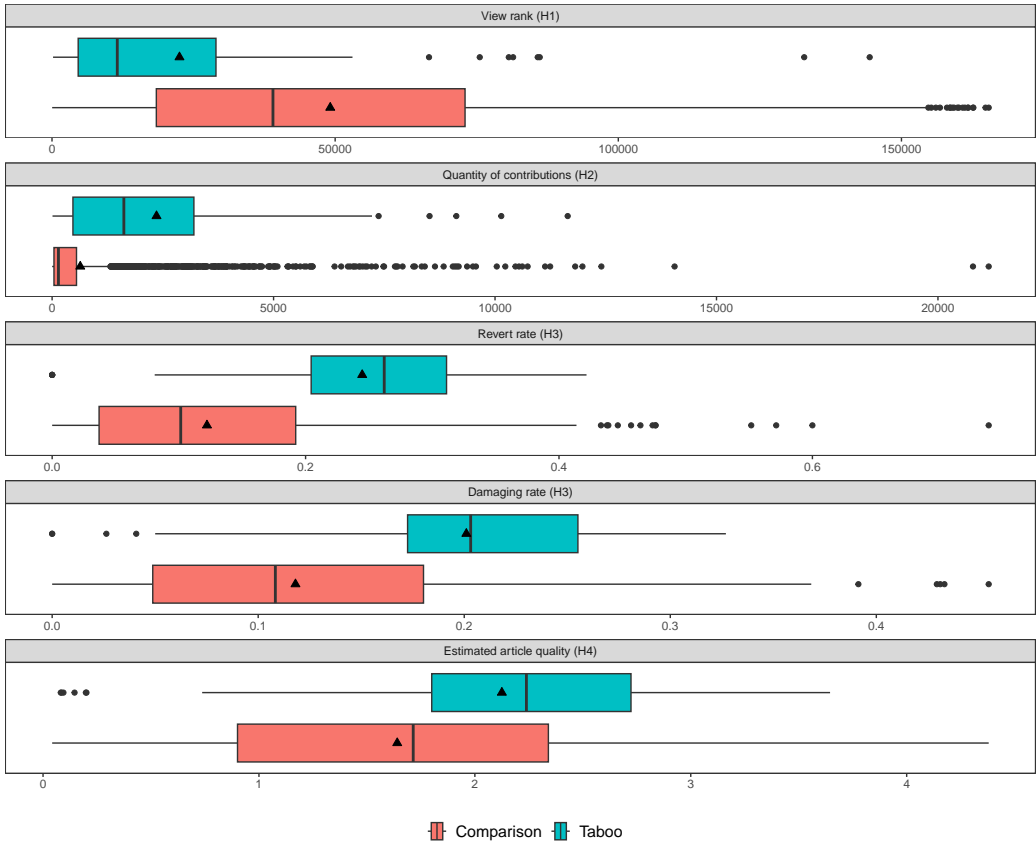 View rank (H1)
0 50000 100000 150000
Quantity of contributions (H2)
0 5000 10000 15000 20000
Revert rate (H3)
0.0 0.2 0.4 0.6
Damaging rate (H3)
0.0 0.1 0.2 0.3 0.4
Estimated article quality (H4)
0 1 2 3 4
Comparison Taboo